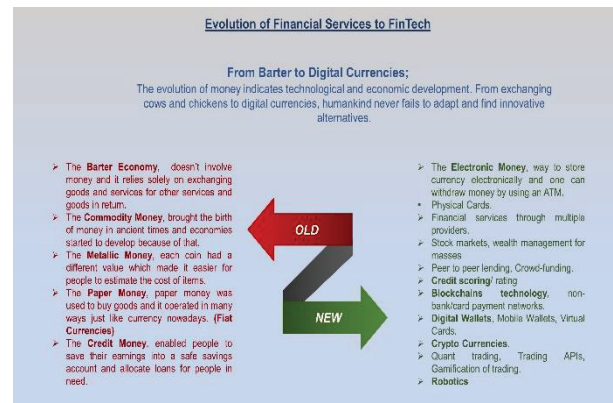 Evolution of Financial Services to FinTech
From Barter to Digital Currencies;
The evolution of money indicates technological and economic development. From exchanging
cows and chickens to digital currencies, humankind never fails to adapt and find innovative
alternatives.
➢ The Barter Economy, doesn't involve
money and it relies solely on exchanging
goods and services for other services and
goods in return.
➢ The Commodity Money, brought the birth
of money in ancient times and economies
started to develop because of that.
➢ The Metallic Money, each coin had a
different value which made it easier for
people to estimate the cost of items.
➢ The Paper Money, paper money was
used to buy goods and it operated in many
ways just like currency nowadays. (Fiat
Currencies)
➢ The Credit Money, enabled people to
save their earnings into a safe savings
account and allocate loans for people in
need.
OLD
NEW
➢ The Electronic Money, way to store
currency electronically and one can
withdraw money by using an ATM.
• Physical Cards.
➢ Financial services through multiple
providers.
➢ Stock markets, wealth management for
masses
➢ Peer to peer lending, Crowd-funding.
➢ Credit scoring/ rating
➢ Blockchains technology, non-
bank/card payment networks.
➢ Digital Wallets, Mobile Wallets, Virtual
Cards.
➢ Crypto Currencies.
➢ Quant trading, Trading APIs,
Gamification of trading.
➢ Robotics